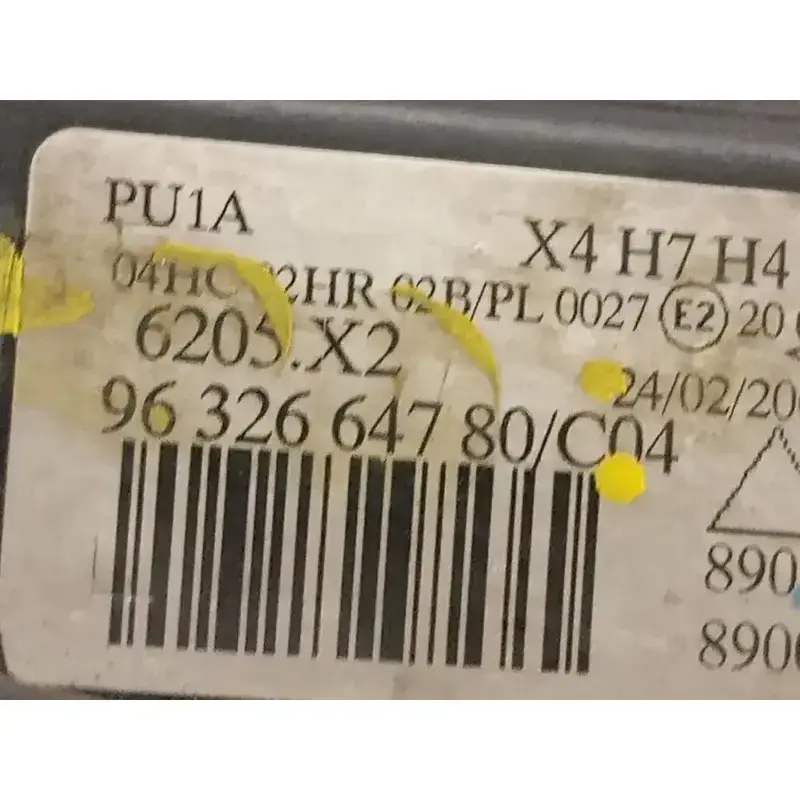 PU1A
X4 H7 H4
04HC 02HR 02B/PL 0027 E2 20
6205.X2
24/02/20
96 326 647 80/C04
890
890